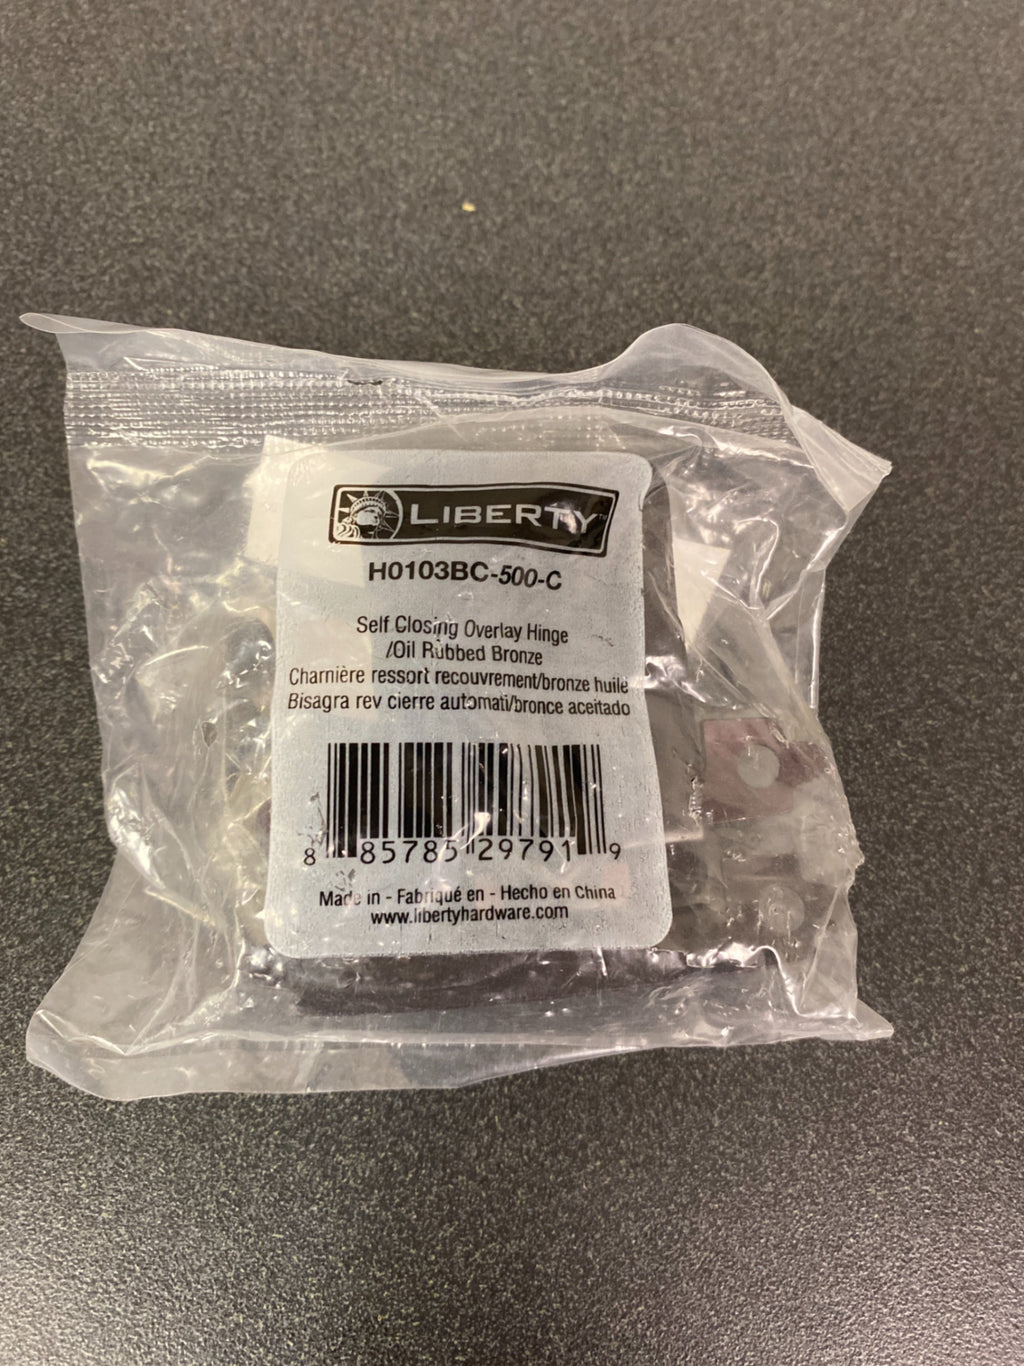 LIBERTY
H0103BC-500-C
Self Closing Overlay Hinge
/Oil Rubbed Bronze
Charnière ressort recouvrement/bronze huilé
Bisagra rev cierre automati/bronce aceitado
8 85785 29791 9
Made in - Fabriqué en - Hecho en China
www.libertyhardware.com